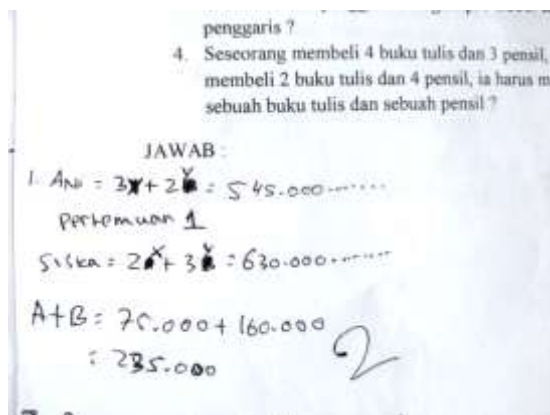 penggaris ?
4. Seseorang membeli 4 buku tulis dan 3 pensil,
membeli 2 buku tulis dan 4 pensil, ia harus m
sebuah buku tulis dan sebuah pensil ?
JAWAB :
1. Ani = 3x + 2y = 545.000.......
Pertemuan 1
Siska = 2x + 3y = 630.000.......
A+B = 75.000 + 160.000
= 235.000
2